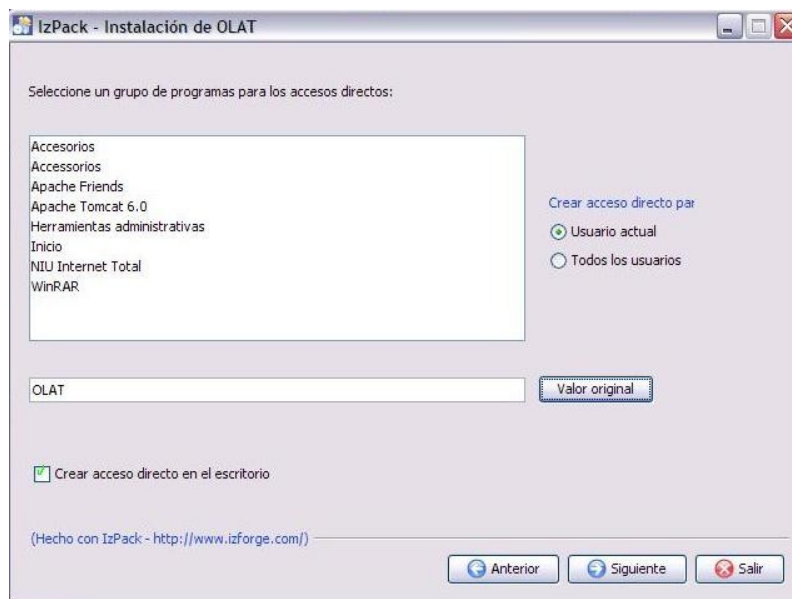 IzPack - Instalación de OLAT
Seleccione un grupo de programas para los accesos directos:
Accesorios
Accessorios
Apache Friends
Apache Tomcat 6.0
Herramientas administrativas
Inicio
NIU Internet Total
WinRAR
Crear acceso directo par
Usuario actual
Todos los usuarios
OLAT
Valor original
Crear acceso directo en el escritorio
(Hecho con IzPack - http://www.izforge.com/)
Anterior
Siguiente
Salir